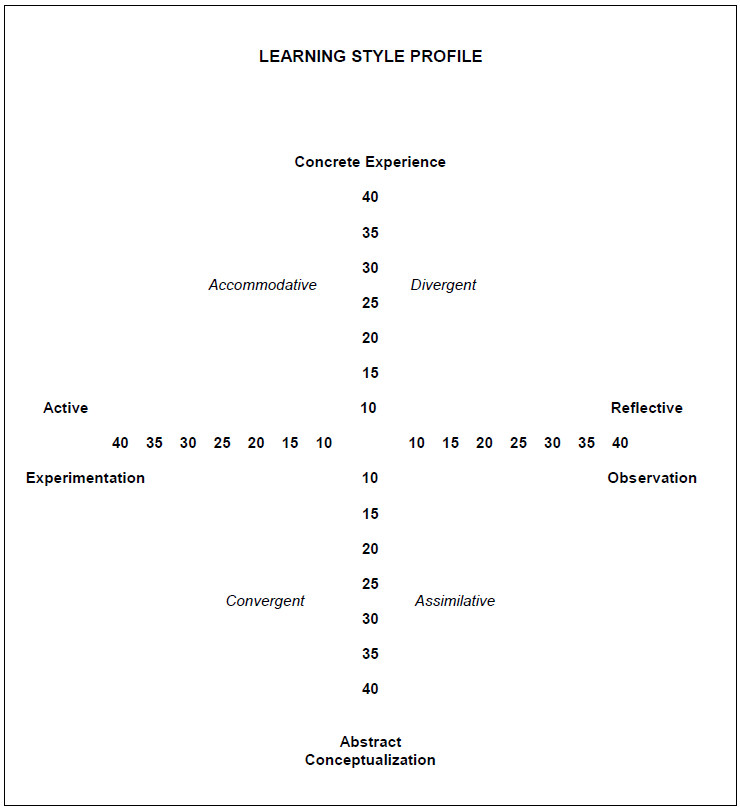 LEARNING STYLE PROFILE
Concrete Experience
40
35
30
Accommodative Divergent
25
20
15
Active 10 Reflective
40 35 30 25 20 15 10 10 15 20 25 30 35 40
Experimentation 10 Observation
15
20
25
Convergent Assimilative
30
35
40
Abstract
Conceptualization